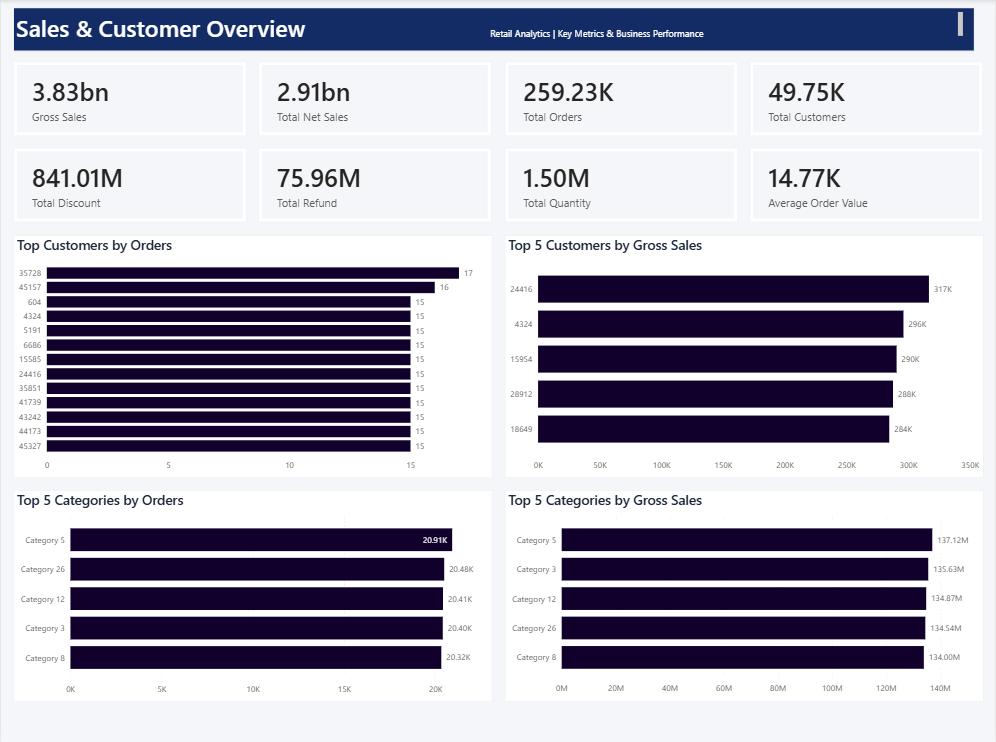 Sales & Customer Overview
Retail Analytics | Key Metrics & Business Performance
3.83bn
Gross Sales
2.91bn
Total Net Sales
259.23K
Total Orders
49.75K
Total Customers
841.01M
Total Discount
75.96M
Total Refund
1.50M
Total Quantity
14.77K
Average Order Value
Top Customers by Orders
35728 17
45157 16
604 15
4324 15
5191 15
6686 15
15585 15
24416 15
35851 15
41739 15
43242 15
44173 15
45327 15
0 5 10 15
Top 5 Customers by Gross Sales
24416 317K
4324 296K
15954 290K
28912 288K
18649 284K
0K 50K 100K 150K 200K 250K 300K 350K
Top 5 Categories by Orders
Category 5 20.91K
Category 26 20.48K
Category 12 20.41K
Category 3 20.40K
Category 8 20.32K
0K 5K 10K 15K 20K
Top 5 Categories by Gross Sales
Category 5 137.12M
Category 3 135.63M
Category 12 134.87M
Category 26 134.54M
Category 8 134.00M
0M 20M 40M 60M 80M 100M 120M 140M